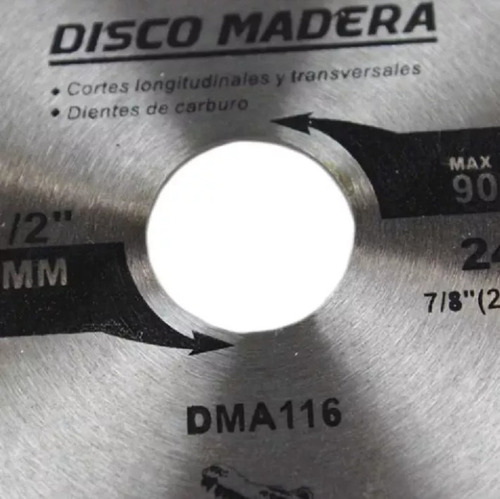 DISCO MADERA
• Cortes longitudinales y transversales
• Dientes de carburo
MAX
90
/2"
MM
24
7/8"(2
DMA116